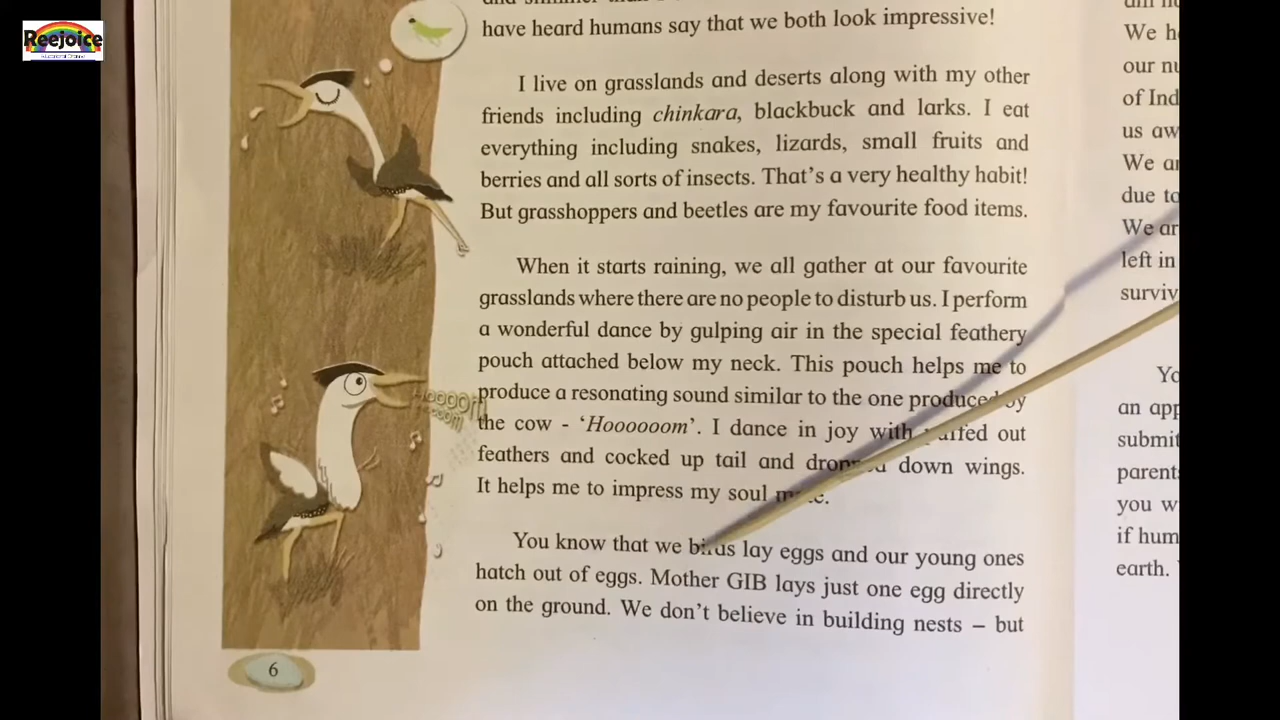 Reejoice
have heard humans say that we both look impressive!
I live on grasslands and deserts along with my other
friends including chinkara, blackbuck and larks. I eat
everything including snakes, lizards, small fruits and
berries and all sorts of insects. That's a very healthy habit!
But grasshoppers and beetles are my favourite food items.
When it starts raining, we all gather at our favourite
grasslands where there are no people to disturb us. I perform
a wonderful dance by gulping air in the special feathery
pouch attached below my neck. This pouch helps me to
produce a resonating sound similar to the one produced by
the cow - 'Hoooooom'. I dance in joy with out
feathers and cocked up tail and down wings.
It helps me to impress my soul
You know that we birds lay eggs and our young ones
hatch out of eggs. Mother GIB lays just one egg directly
on the ground. We don't believe in building nests – but
6
We
our
of Ind
us aw
We
due to
We
left in
surviv
an app
submit
parents
you w
if hum
earth.